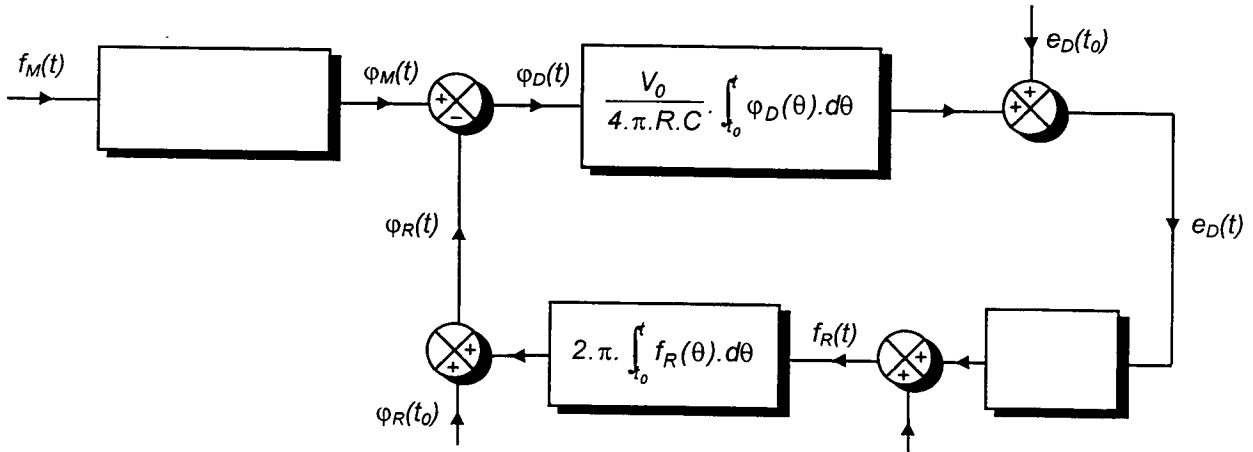 f_M(t)
φ_M(t)
+
−
φ_D(t)
V_0 / 4.π.R.C . ∫_{t_0}^{t} φ_D(θ).dθ
e_D(t_0)
+
+
e_D(t)
φ_R(t)
+
+
φ_R(t_0)
2.π. ∫_{t_0}^{t} f_R(θ).dθ
f_R(t)
+
+